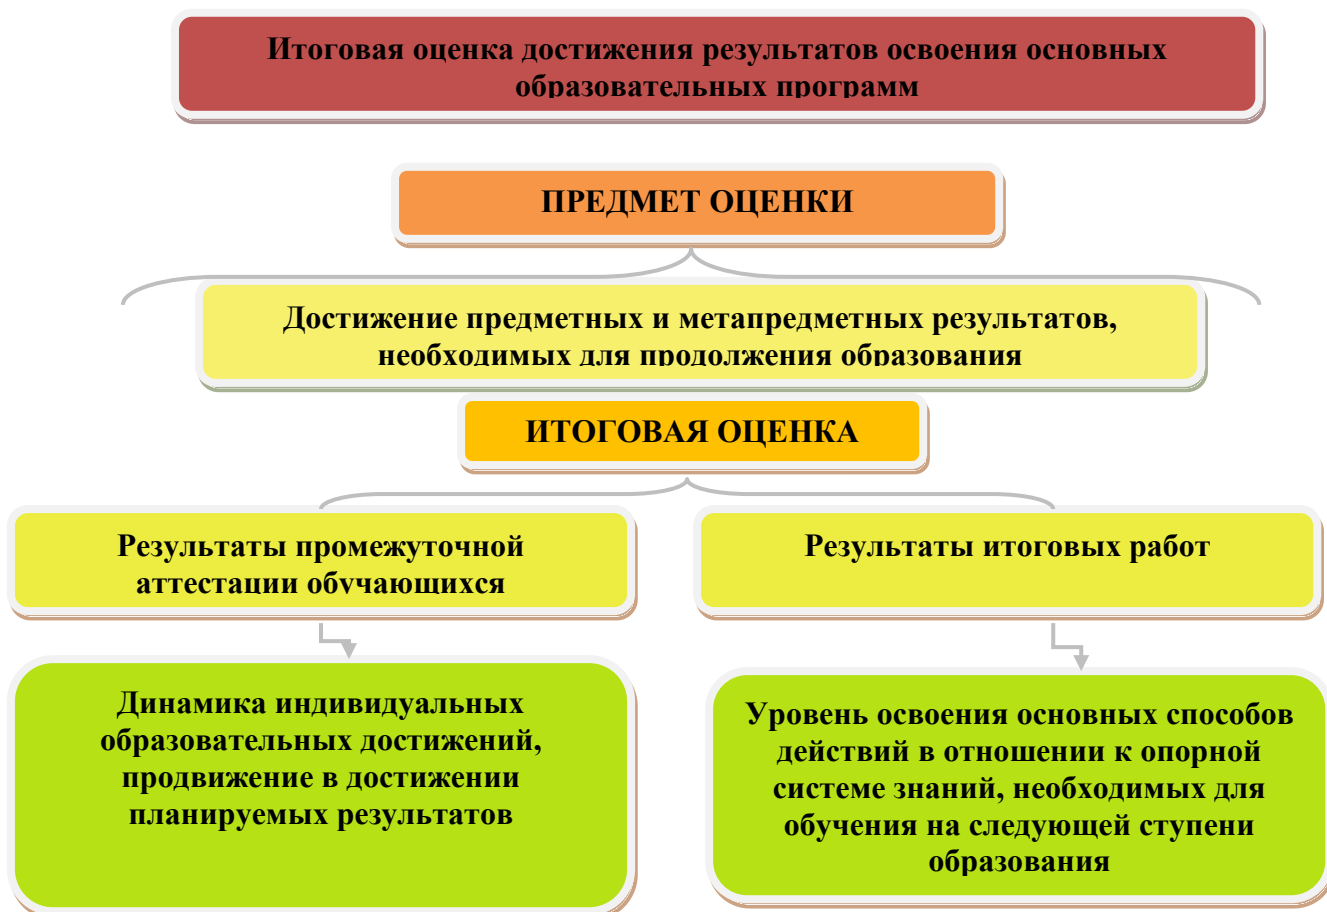 Итоговая оценка достижения результатов освоения основных
образовательных программ
ПРЕДМЕТ ОЦЕНКИ
Достижение предметных и метапредметных результатов,
необходимых для продолжения образования
ИТОГОВАЯ ОЦЕНКА
Результаты промежуточной
аттестации обучающихся
Результаты итоговых работ
Динамика индивидуальных
образовательных достижений,
продвижение в достижении
планируемых результатов
Уровень освоения основных способов
действий в отношении к опорной
системе знаний, необходимых для
обучения на следующей ступени
образования